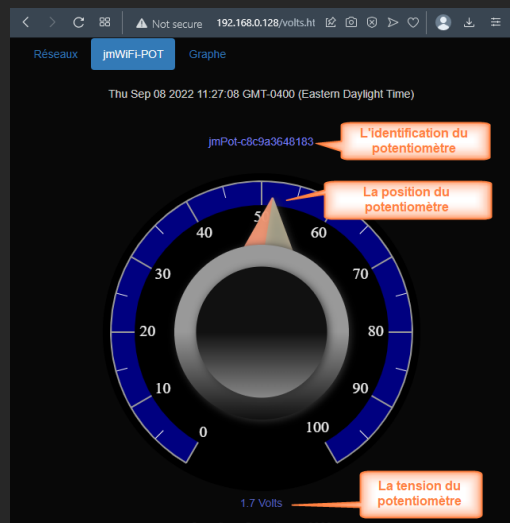 Not secure 192.168.0.128/volts.ht
Réseaux jmWiFi-POT Graphe
Thu Sep 08 2022 11:27:08 GMT-0400 (Eastern Daylight Time)
jmPot-c8c9a3648183
L'identification du
potentiomètre
La position du
potentiomètre
40 5 60
30 70
20 80
10 90
0 100
La tension du
potentiomètre
1.7 Volts